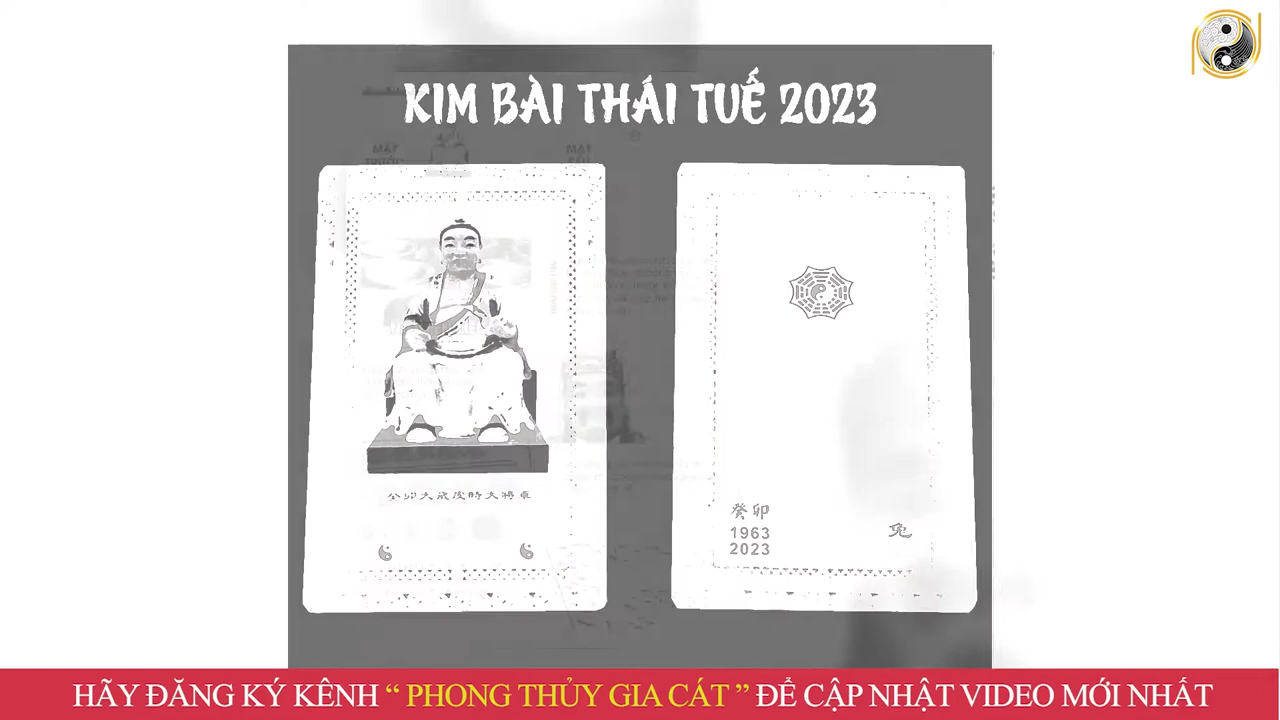 KIM BÀI THÁI TUẾ 2023
癸卯
1963
2023
兔
HÃY ĐĂNG KÝ KÊNH “ PHONG THỦY GIA CÁT ” ĐỂ CẬP NHẬT VIDEO MỚI NHẤT